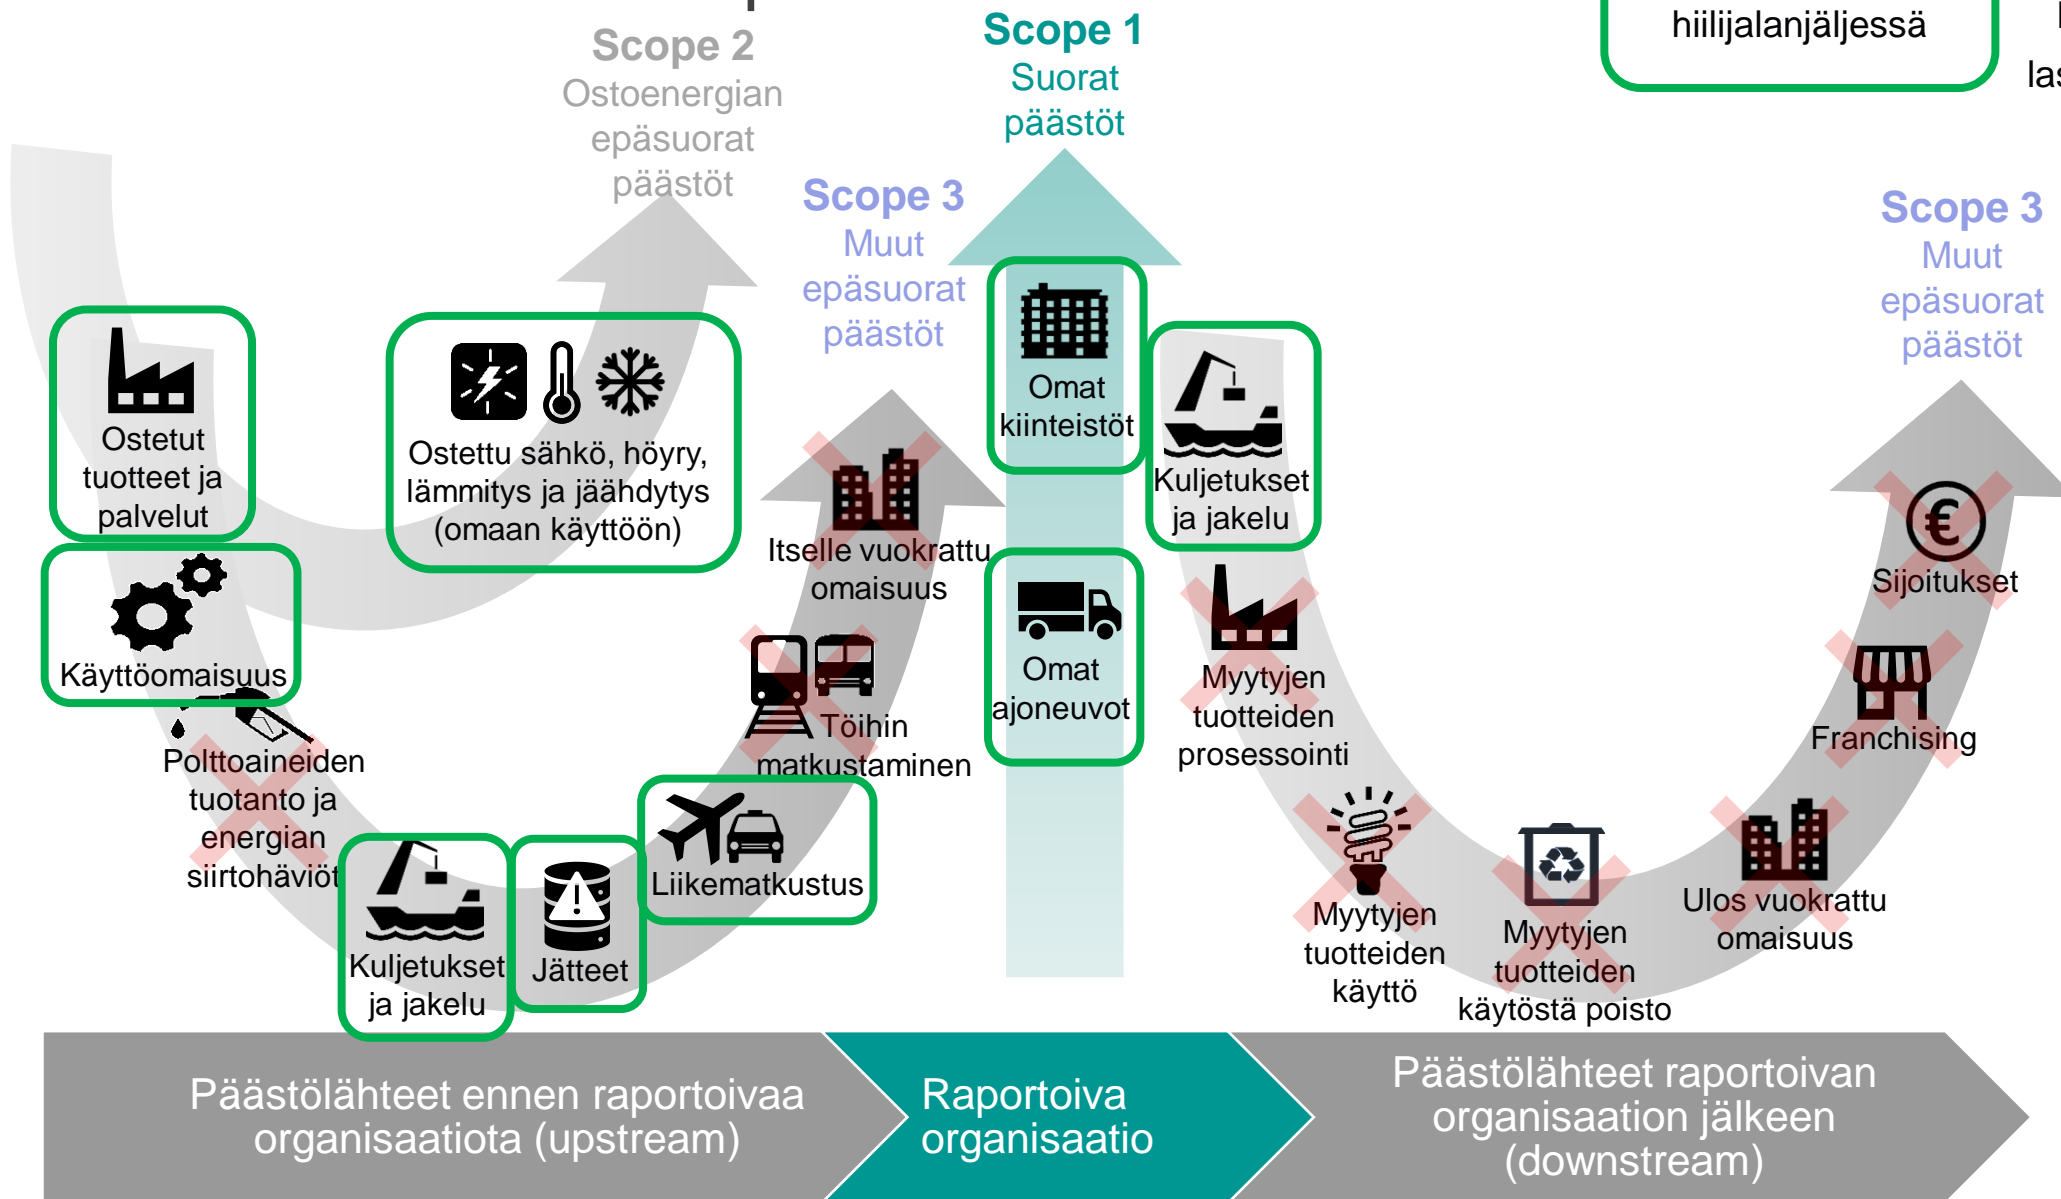 Scope 2
Ostoenergian
epäsuorat
päästöt
Scope 1
Suorat
päästöt
hiilijalanjäljessä
Scope 3
Muut
epäsuorat
päästöt
Scope 3
Muut
epäsuorat
päästöt
Ostetut
tuotteet ja
palvelut
Ostettu sähkö, höyry,
lämmitys ja jäähdytys
(omaan käyttöön)
Käyttöomaisuus
Polttoaineiden
tuotanto ja
energian
siirtohäviöt
Kuljetukset
ja jakelu
Jätteet
Liikematkustus
Töihin
matkustaminen
Itselle vuokrattu
omaisuus
Omat
kiinteistöt
Omat
ajoneuvot
Kuljetukset
ja jakelu
Myytyjen
tuotteiden
prosessointi
Myytyjen
tuotteiden
käyttö
Myytyjen
tuotteiden
käytöstä poisto
Ulos vuokrattu
omaisuus
Franchising
€
Sijoitukset
Päästölähteet ennen raportoivaa
organisaatiota (upstream)
Raportoiva
organisaatio
Päästölähteet raportoivan
organisaation jälkeen
(downstream)